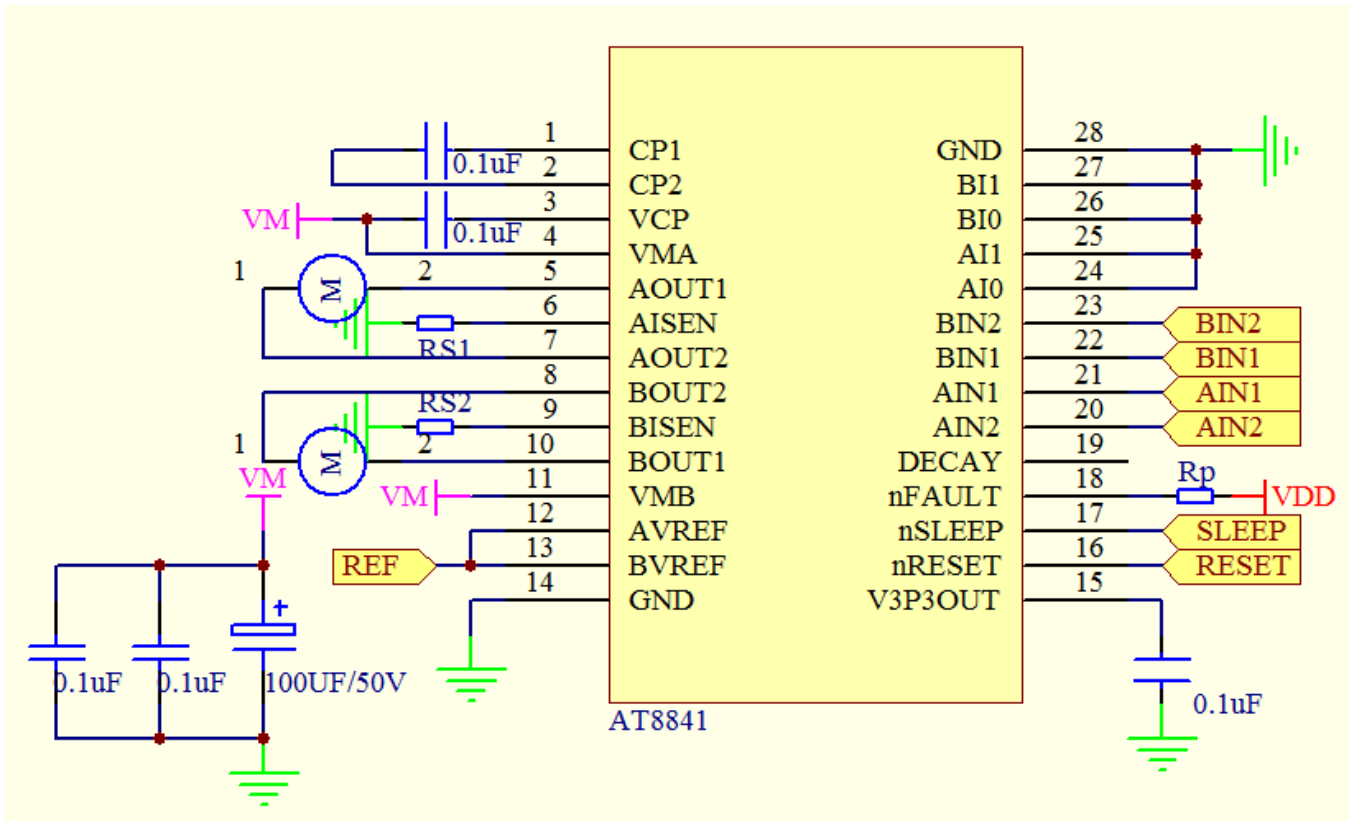 1 CP1 GND 28
0.1uF
2 CP2 BI1 27
VM 3 VCP BI0 26
0.1uF
4 VMA AI1 25
1 M 2 5 AOUT1 AI0 24
6 AISEN BIN2 23 BIN2
RS1
7 AOUT2 BIN1 22 BIN1
8 BOUT2 AIN1 21 AIN1
RS2
9 BISEN AIN2 20 AIN2
1 M 2 10 BOUT1 DECAY 19
VM
VM 11 VMB nFAULT 18 Rp VDD
12 AVREF nSLEEP 17 SLEEP
REF 13 BVREF nRESET 16 RESET
14 GND V3P3OUT 15
+
0.1uF 0.1uF 100UF/50V
0.1uF
AT8841